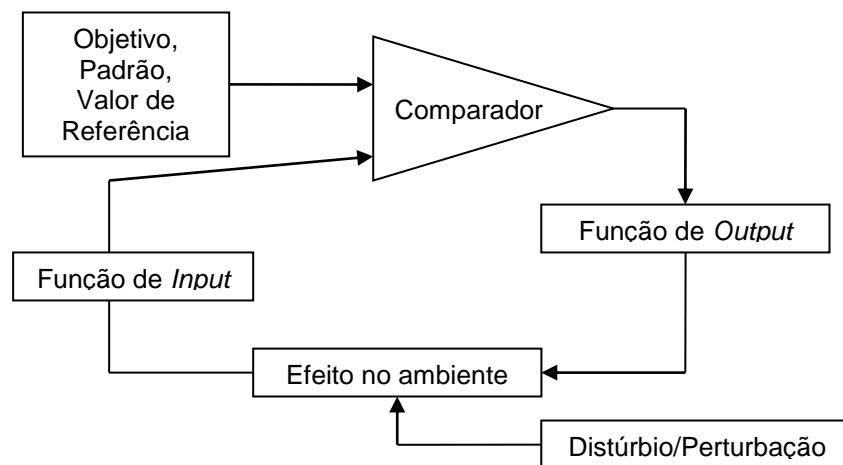 Objetivo,
Padrão,
Valor de
Referência
Comparador
Função de Output
Função de Input
Efeito no ambiente
Distúrbio/Perturbação